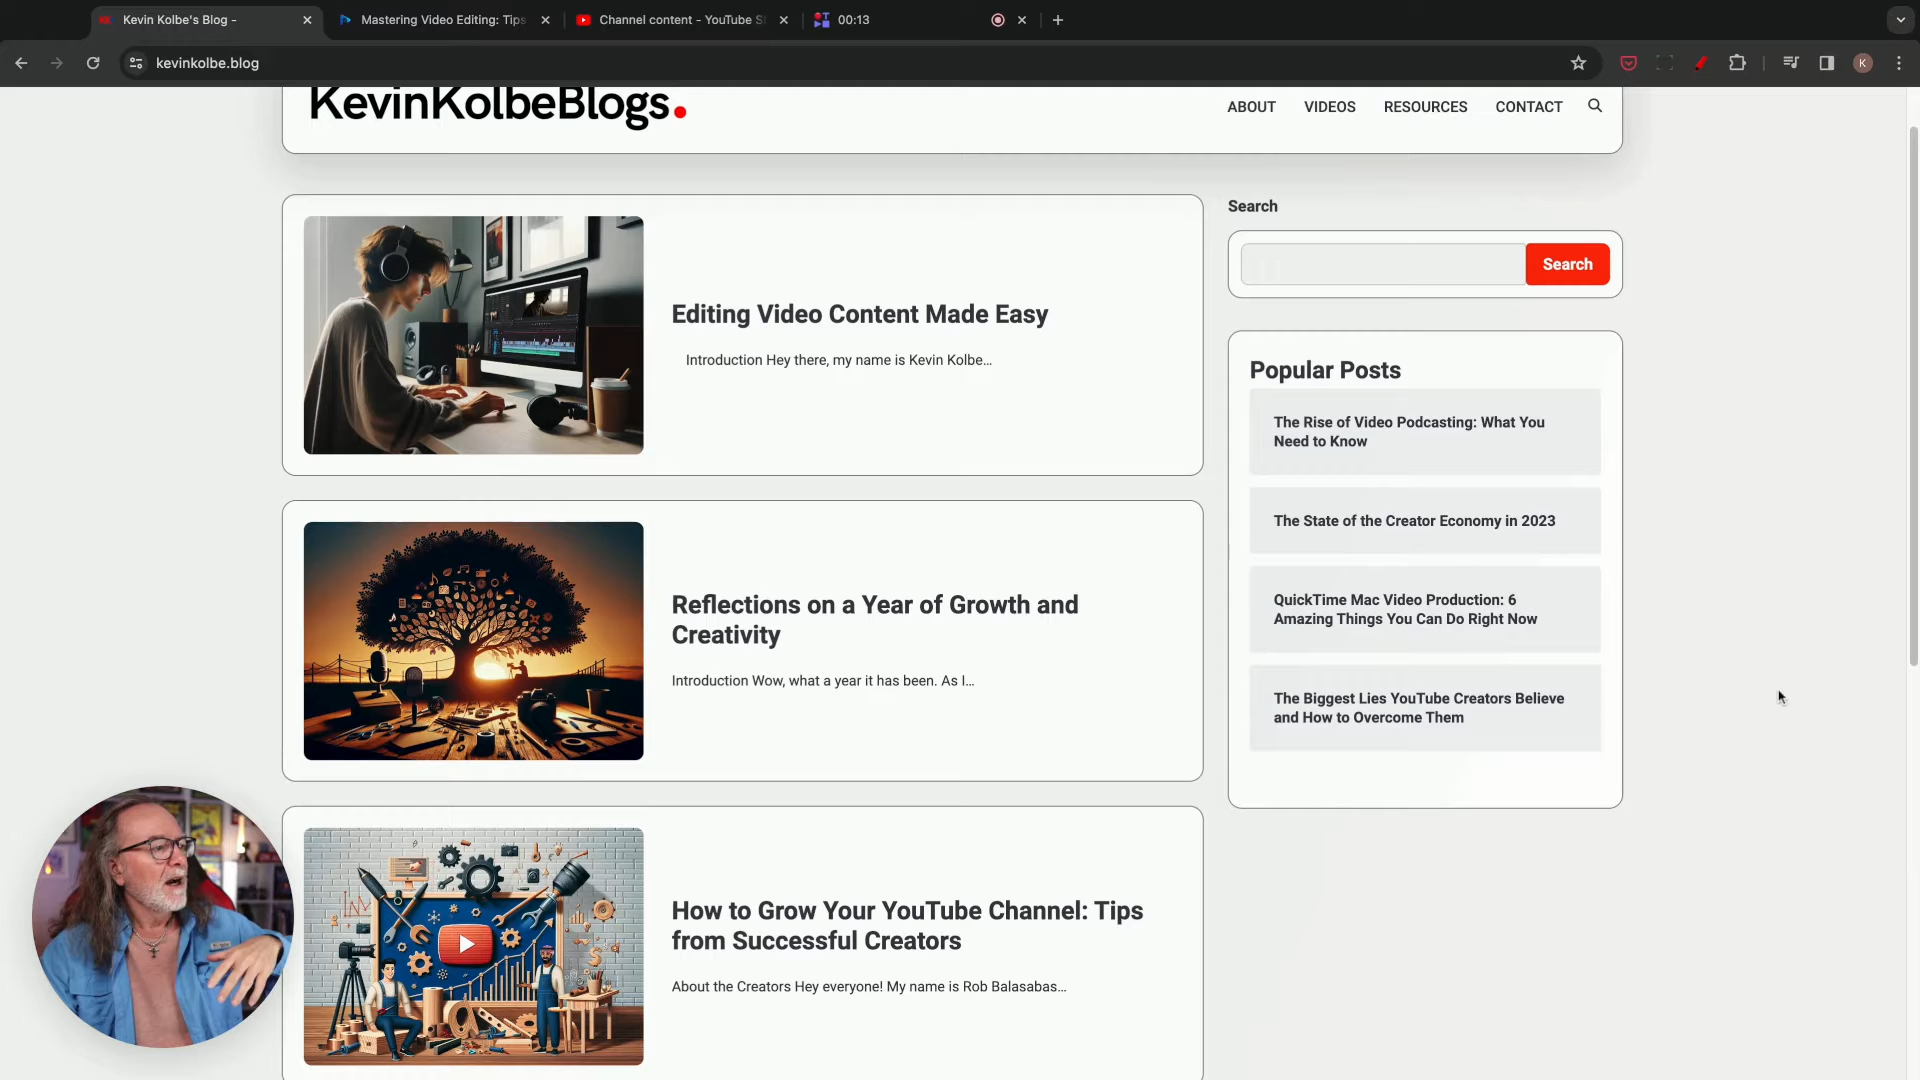 Kevin Kolbe's Blog -
Mastering Video Editing: Tips
Channel content - YouTube S
00:13
kevinkolbe.blog
K
KevinKolbeBlogs.
ABOUT
VIDEOS
RESOURCES
CONTACT
Editing Video Content Made Easy
Introduction Hey there, my name is Kevin Kolbe...
Reflections on a Year of Growth and
Creativity
Introduction Wow, what a year it has been. As I...
How to Grow Your YouTube Channel: Tips
from Successful Creators
About the Creators Hey everyone! My name is Rob Balasabas...
Search
Search
Popular Posts
The Rise of Video Podcasting: What You
Need to Know
The State of the Creator Economy in 2023
QuickTime Mac Video Production: 6
Amazing Things You Can Do Right Now
The Biggest Lies YouTube Creators Believe
and How to Overcome Them